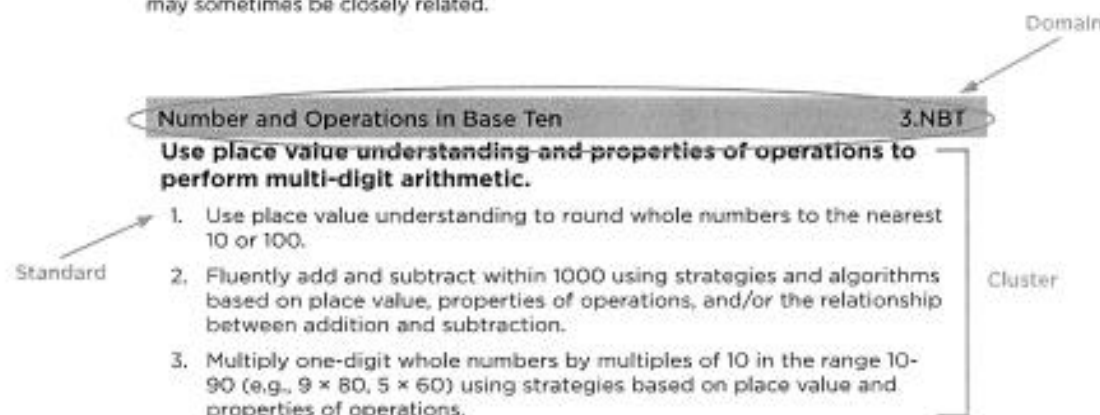 may sometimes be closely related.
Domain
Number and Operations in Base Ten 3.NBT
Use place value understanding and properties of operations to
perform multi-digit arithmetic.
1. Use place value understanding to round whole numbers to the nearest
10 or 100.
Standard
2. Fluently add and subtract within 1000 using strategies and algorithms
based on place value, properties of operations, and/or the relationship
between addition and subtraction.
Cluster
3. Multiply one-digit whole numbers by multiples of 10 in the range 10-
90 (e.g., 9 × 80, 5 × 60) using strategies based on place value and
properties of operations.